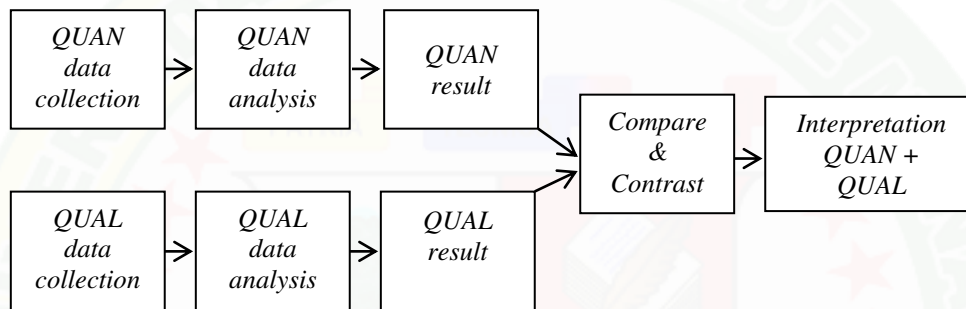 QUAN
data
collection
QUAN
data
analysis
QUAN
result
Compare
&
Contrast
Interpretation
QUAN +
QUAL
QUAL
data
collection
QUAL
data
analysis
QUAL
result